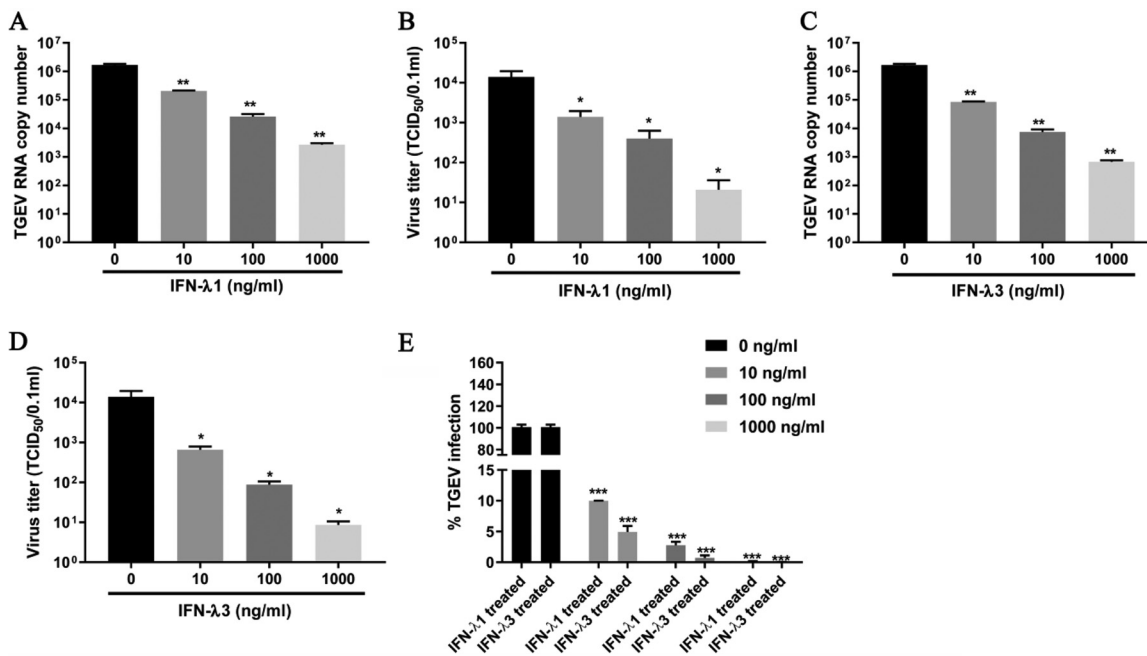 A
TGEV RNA copy number
10⁷
10⁶
10⁵
10⁴
10³
10²
10¹
10⁰
**
**
**
0 10 100 1000
IFN-λ1 (ng/ml)
B
Virus titer (TCID₅₀/0.1ml)
10⁵
10⁴
10³
10²
10¹
10⁰
*
*
*
0 10 100 1000
IFN-λ1 (ng/ml)
C
TGEV RNA copy number
10⁷
10⁶
10⁵
10⁴
10³
10²
10¹
10⁰
**
**
**
0 10 100 1000
IFN-λ3 (ng/ml)
D
Virus titer (TCID₅₀/0.1ml)
10⁵
10⁴
10³
10²
10¹
10⁰
*
*
*
0 10 100 1000
IFN-λ3 (ng/ml)
E
% TGEV infection
160
140
120
100
80
15
10
5
0
***
***
***
***
***
***
IFN-λ1 treated
IFN-λ3 treated
IFN-λ1 treated
IFN-λ3 treated
IFN-λ1 treated
IFN-λ3 treated
IFN-λ1 treated
IFN-λ3 treated
0 ng/ml
10 ng/ml
100 ng/ml
1000 ng/ml